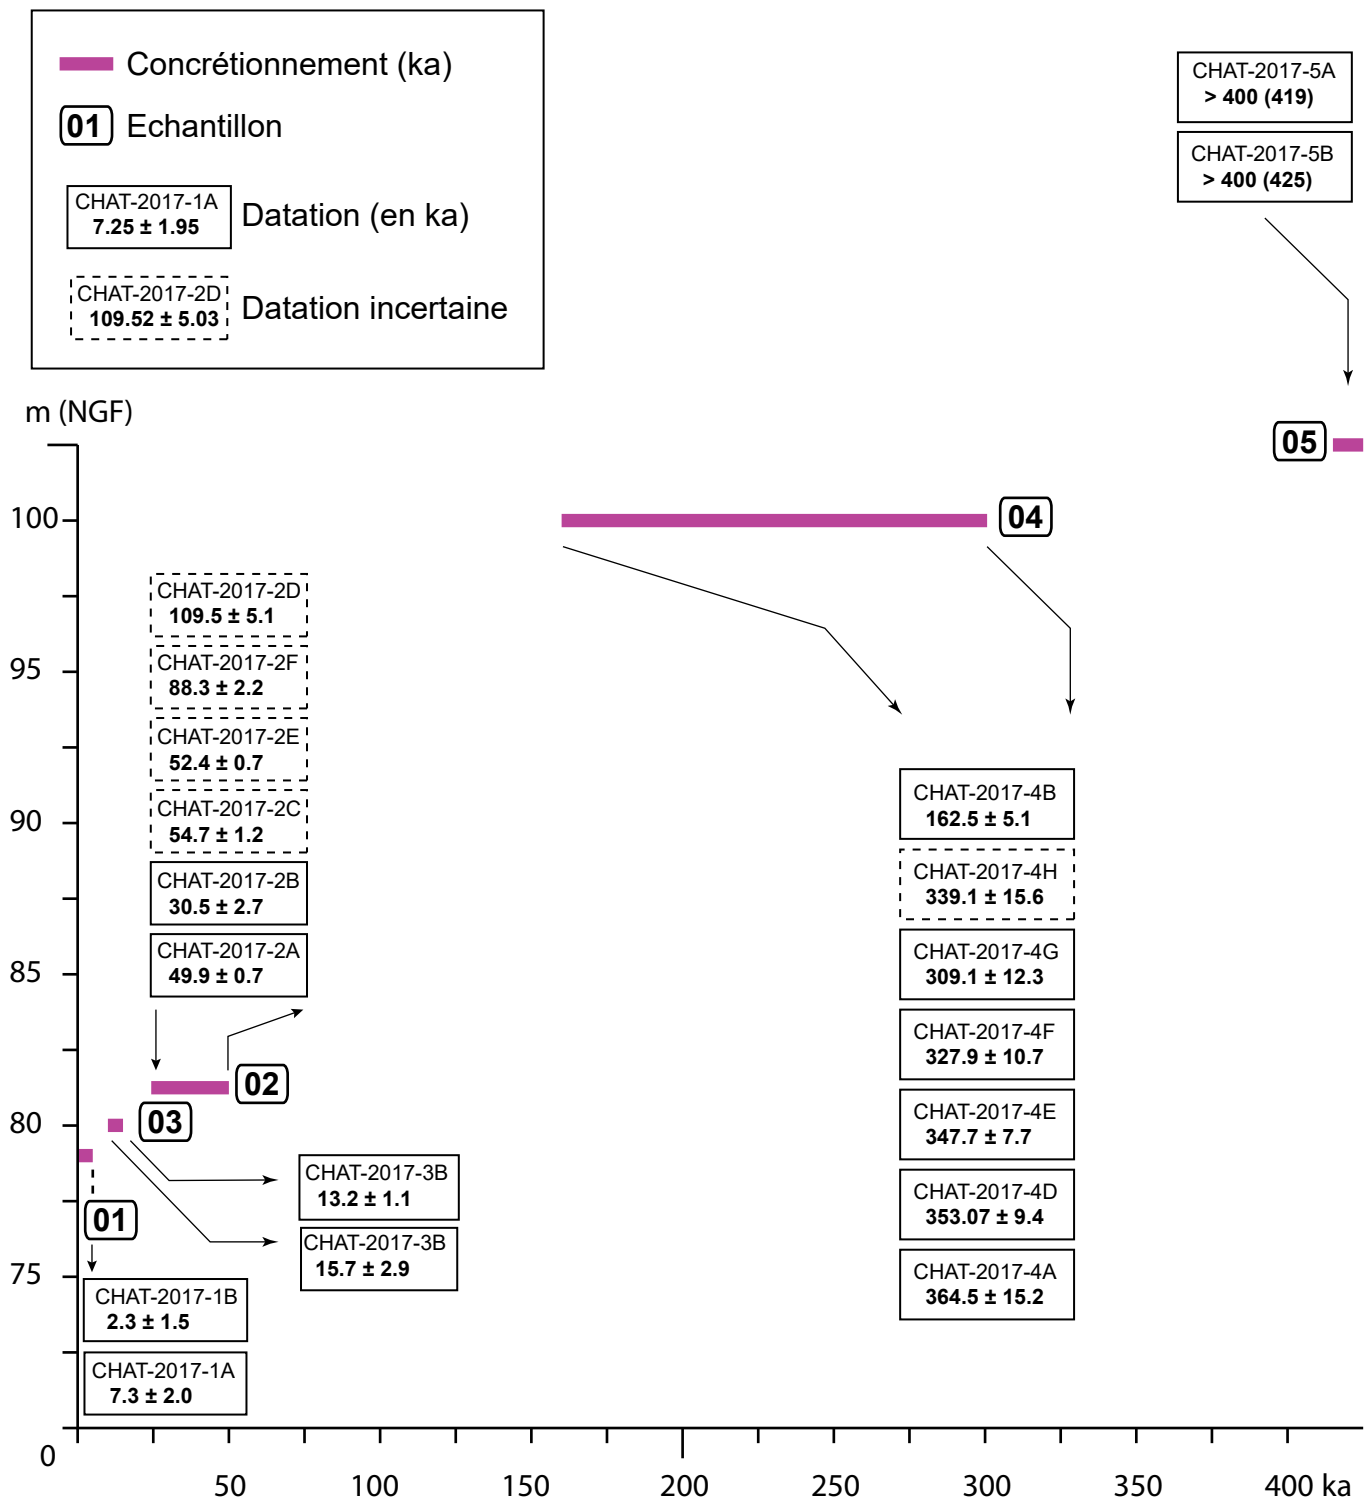 Concrétionnement (ka)
01 Echantillon
CHAT-2017-1A
7.25 ± 1.95
Datation (en ka)
CHAT-2017-2D
109.52 ± 5.03
Datation incertaine
CHAT-2017-5A
> 400 (419)
CHAT-2017-5B
> 400 (425)
m (NGF)
05
100
04
CHAT-2017-2D
109.5 ± 5.1
CHAT-2017-2F
88.3 ± 2.2
95
CHAT-2017-2E
52.4 ± 0.7
CHAT-2017-2C
54.7 ± 1.2
90
CHAT-2017-2B
30.5 ± 2.7
CHAT-2017-2A
49.9 ± 0.7
85
CHAT-2017-4B
162.5 ± 5.1
CHAT-2017-4H
339.1 ± 15.6
CHAT-2017-4G
309.1 ± 12.3
CHAT-2017-4F
327.9 ± 10.7
CHAT-2017-4E
347.7 ± 7.7
CHAT-2017-4D
353.07 ± 9.4
CHAT-2017-4A
364.5 ± 15.2
02
80
03
CHAT-2017-3B
13.2 ± 1.1
01
CHAT-2017-3B
15.7 ± 2.9
75
CHAT-2017-1B
2.3 ± 1.5
CHAT-2017-1A
7.3 ± 2.0
0
50 100 150 200 250 300 350 400 ka